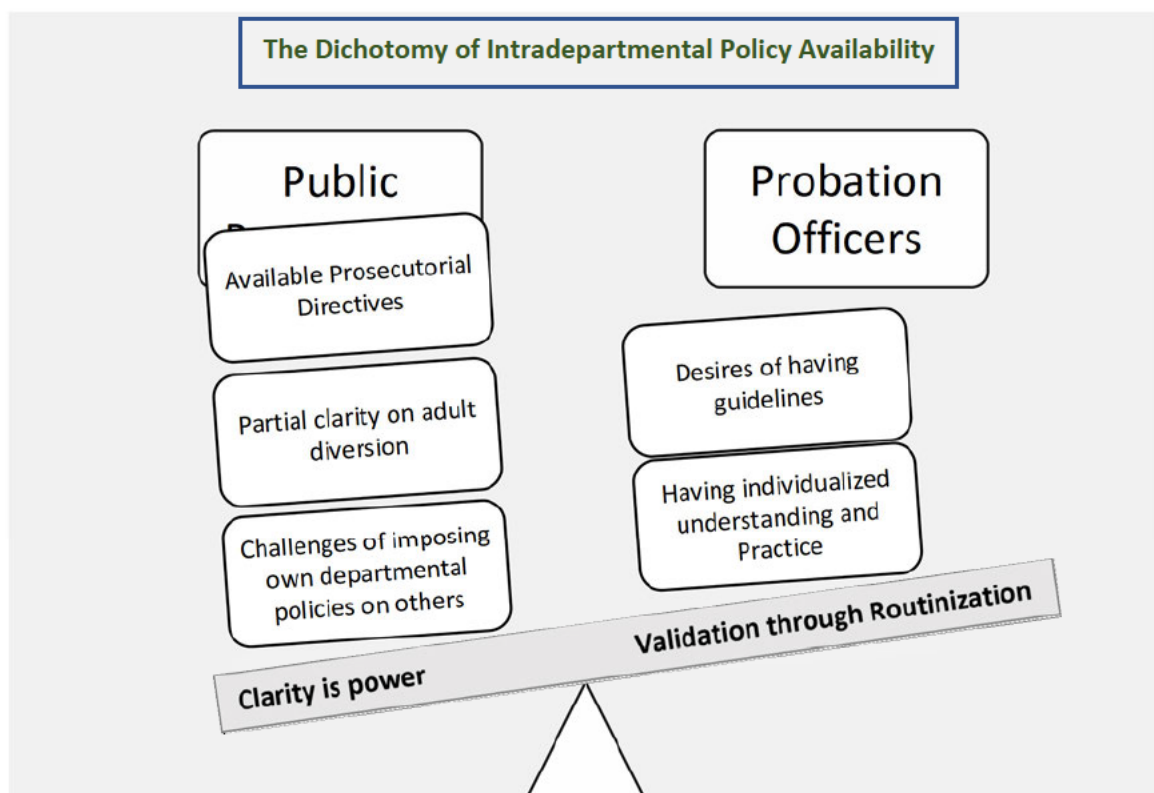 The Dichotomy of Intradepartmental Policy Availability
Public
Available Prosecutorial
Directives
Partial clarity on adult
diversion
Challenges of imposing
own departmental
policies on others
Probation
Officers
Desires of having
guidelines
Having individualized
understanding and
Practice
Clarity is power
Validation through Routinization